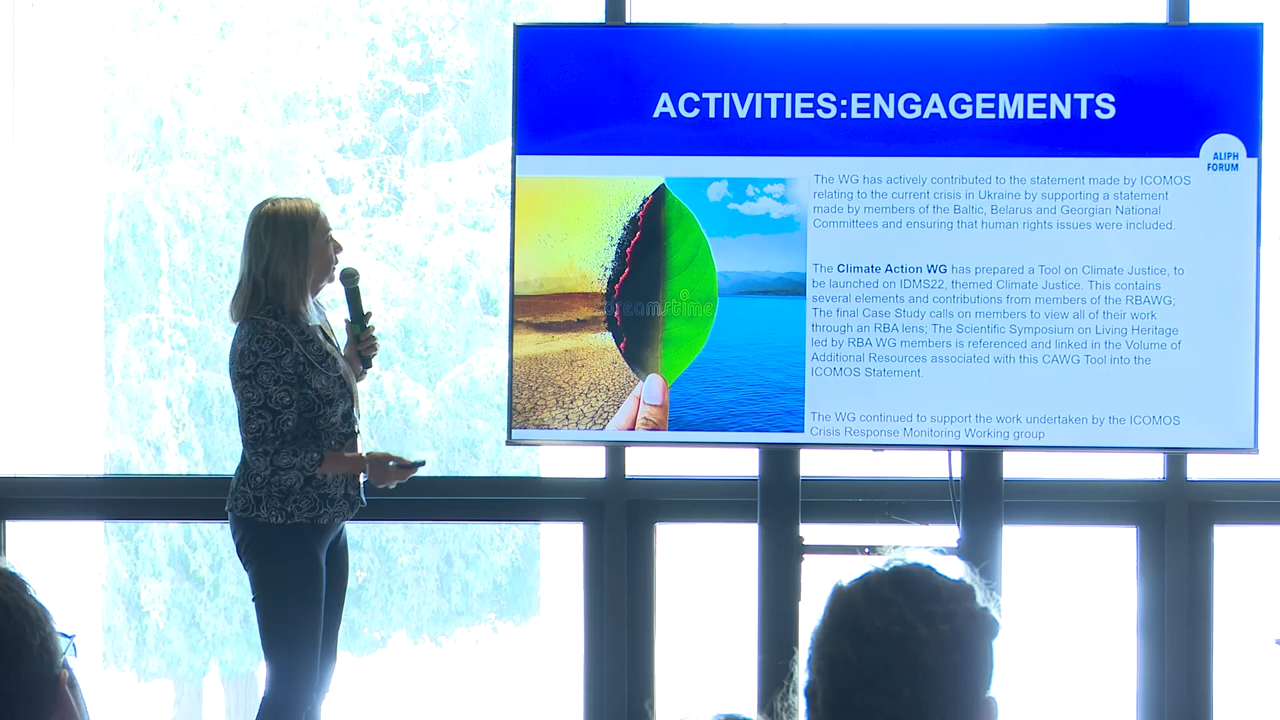 ACTIVITIES:ENGAGEMENTS
ALIPH
FORUM
The WG has actively contributed to the statement made by ICOMOS
relating to the current crisis in Ukraine by supporting a statement
made by members of the Baltic, Belarus and Georgian National
Committees and ensuring that human rights issues were included.
The Climate Action WG has prepared a Tool on Climate Justice, to
be launched on IDMS22, themed Climate Justice. This contains
several elements and contributions from members of the RBAWG;
The final Case Study calls on members to view all of their work
through an RBA lens; The Scientific Symposium on Living Heritage
led by RBA WG members is referenced and linked in the Volume of
Additional Resources associated with this CAWG Tool into the
ICOMOS Statement.
The WG continued to support the work undertaken by the ICOMOS
Crisis Response Monitoring Working group
dreamstime